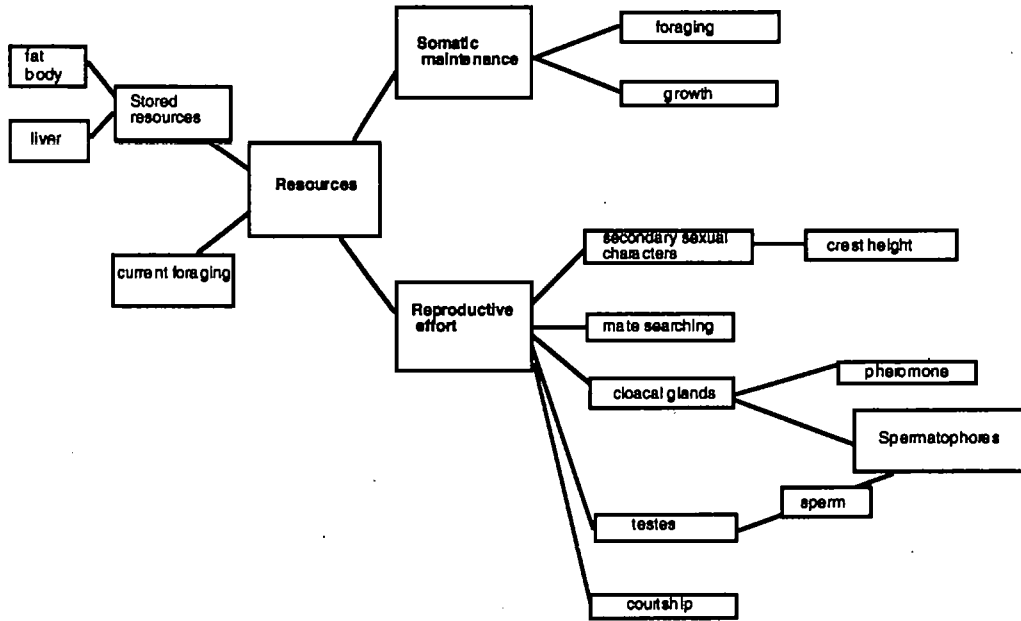 fat
body
liver
Stored
resources
Resources
current foraging
Somatic
maintenance
foraging
growth
Reproductive
effort
secondary sexual
characters
crest height
mate searching
cloacal glands
pheromone
Spermatophores
sperm
testes
courtship